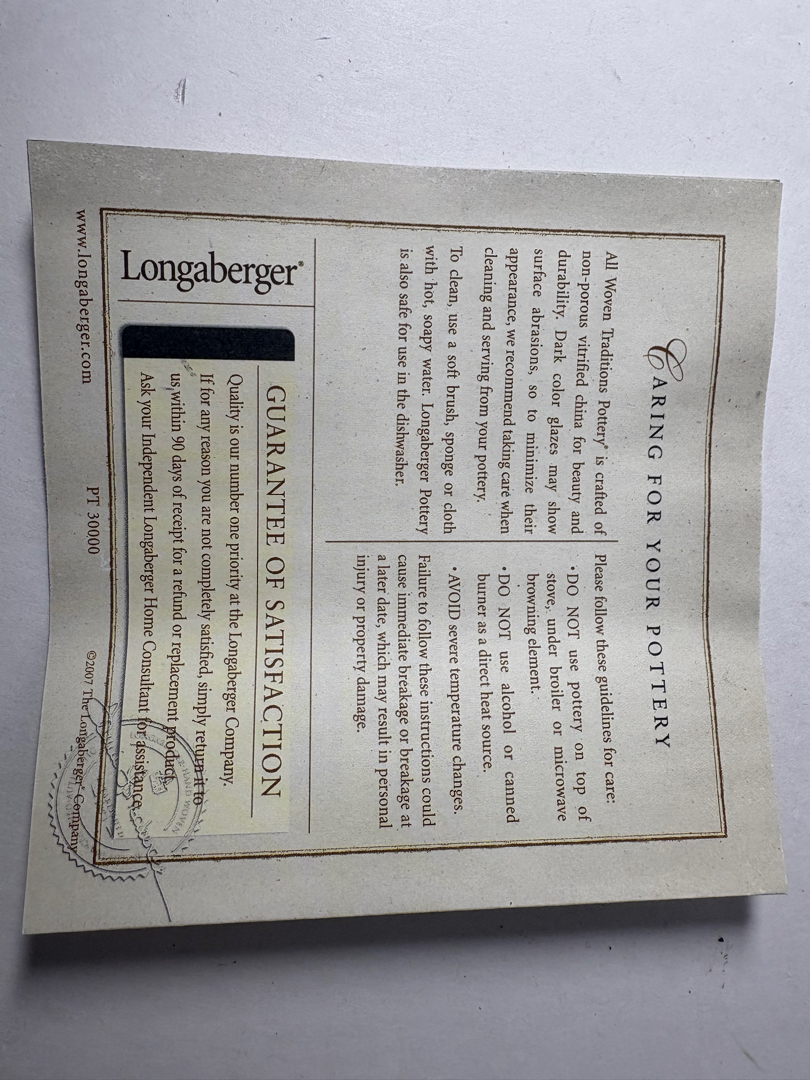 CARING FOR YOUR POTTERY
All Woven Traditions Pottery® is crafted of
non-porous vitrified china for beauty and
durability. Dark color glazes may show
surface abrasions, so to minimize their
appearance, we recommend taking care when
cleaning and serving from your pottery.
To clean, use a soft brush, sponge or cloth
with hot, soapy water. Longaberger Pottery
is also safe for use in the dishwasher.
Please follow these guidelines for care:
• DO NOT use pottery on top of
stove, under broiler or microwave
browning element.
• DO NOT use alcohol or canned
burner as a direct heat source.
• AVOID severe temperature changes.
Failure to follow these instructions could
cause immediate breakage or breakage at
a later date, which may result in personal
injury or property damage.
Longaberger®
GUARANTEE OF SATISFACTION
Quality is our number one priority at the Longaberger Company.
If for any reason you are not completely satisfied, simply return it to
us within 90 days of receipt for a refund or replacement product.
Ask your Independent Longaberger Home Consultant for assistance.
www.longaberger.com
PT 30000
©2007 The Longaberger® Company
HAND WOVEN